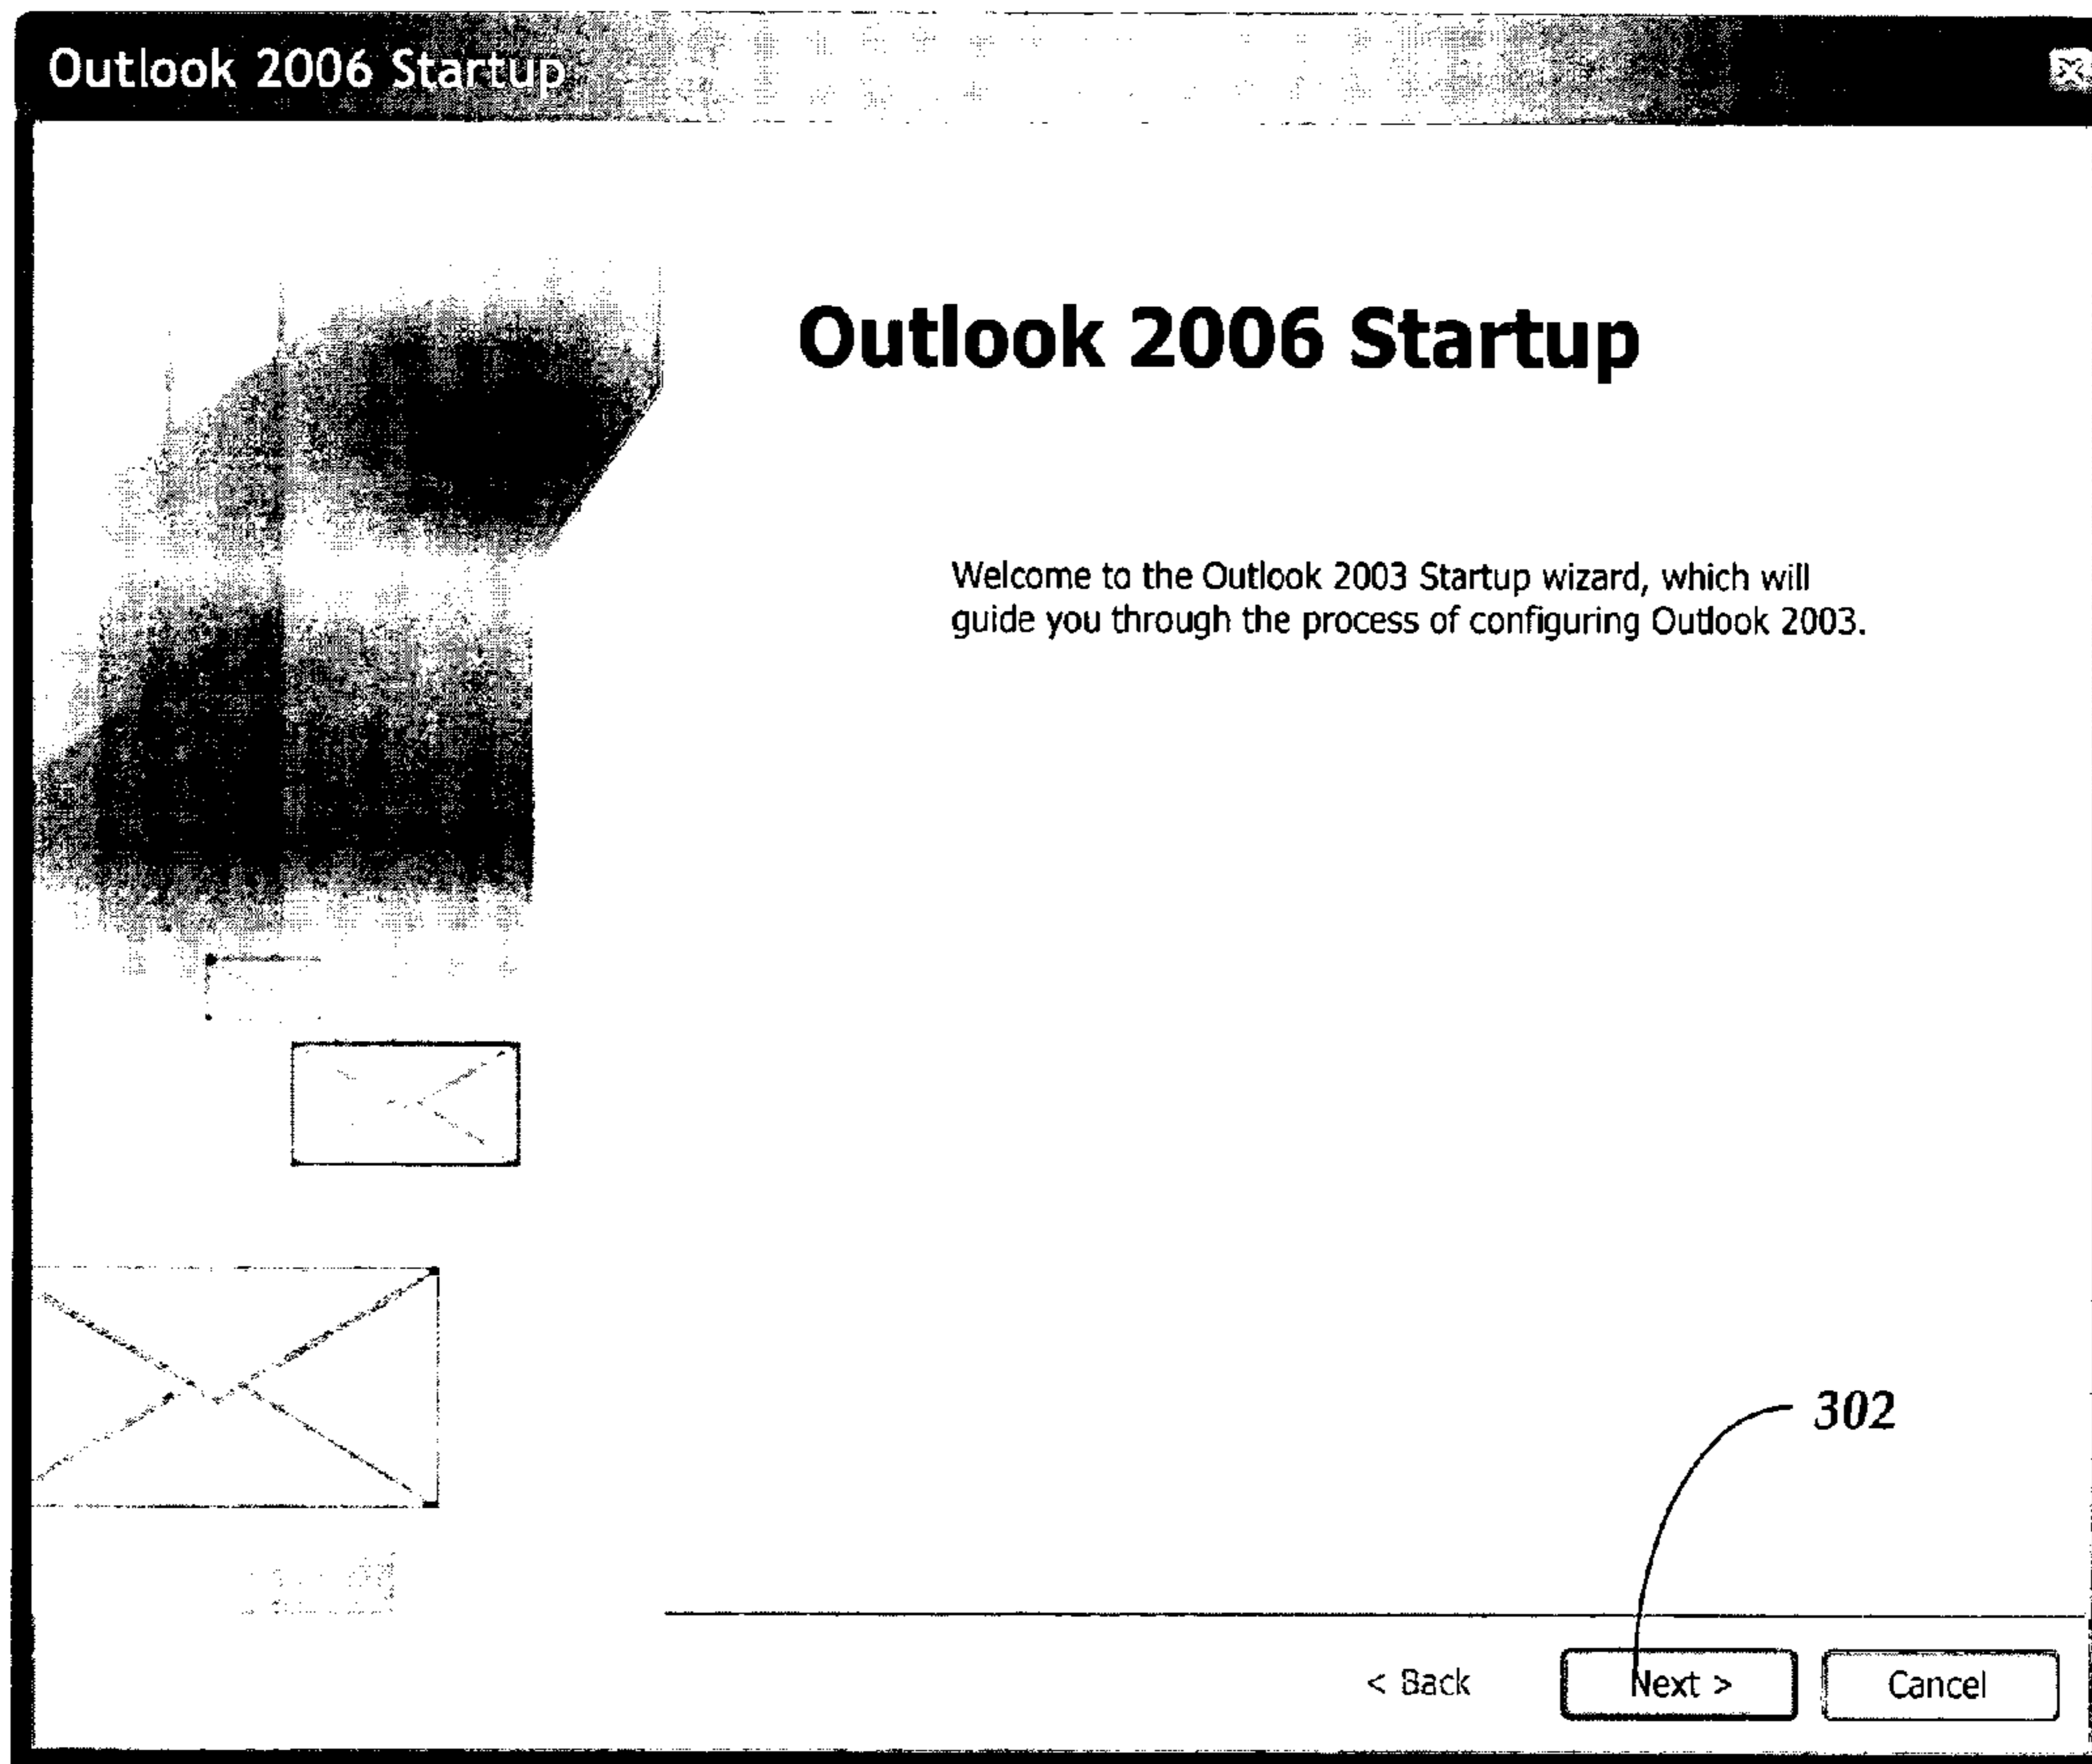 Outlook 2006 Startup
Outlook 2006 Startup
Welcome to the Outlook 2003 Startup wizard, which will
guide you through the process of configuring Outlook 2003.
302
< Back Next > Cancel